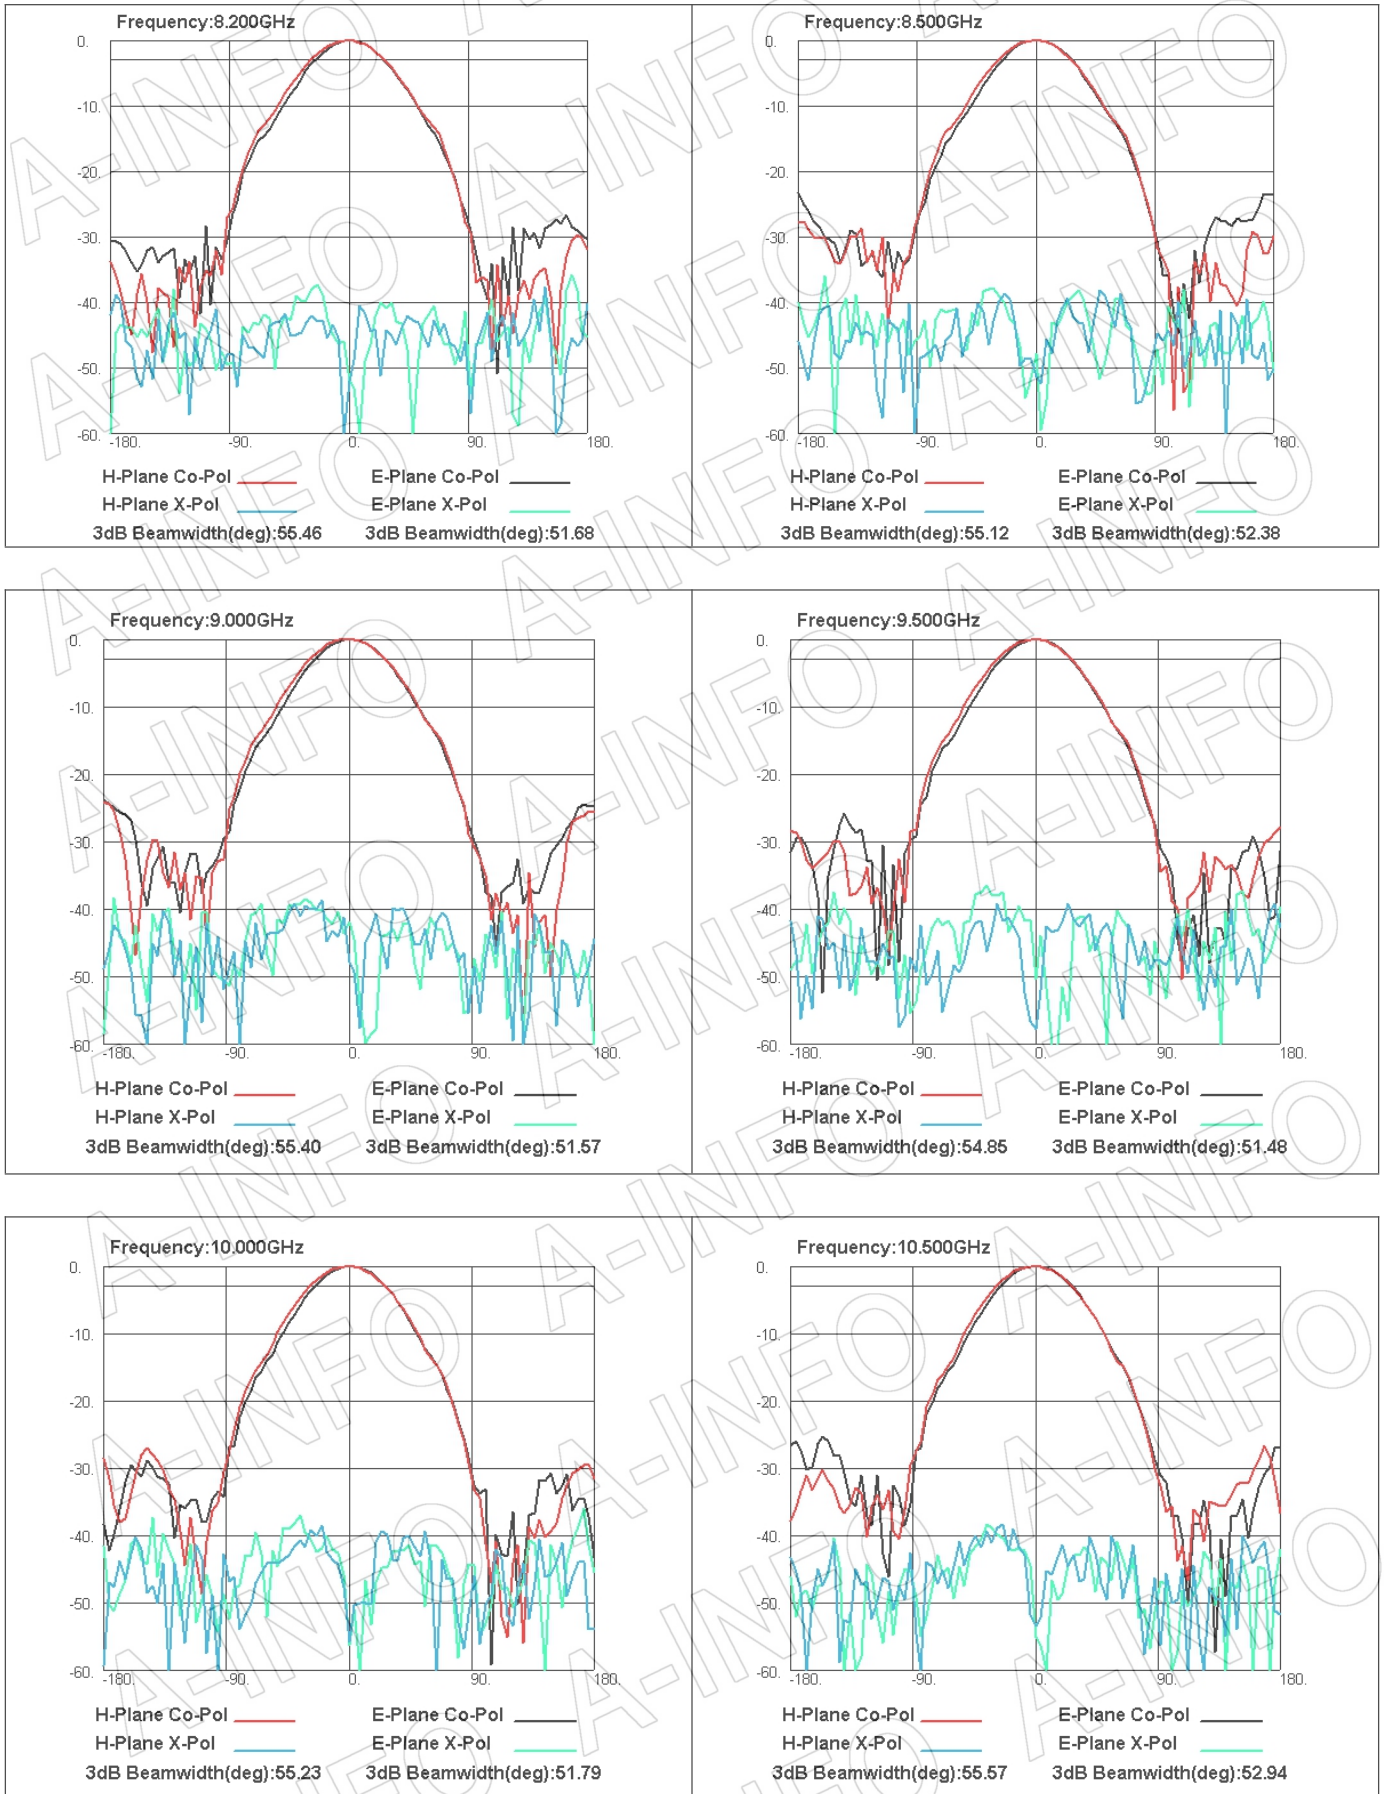 Frequency:8.200GHz
0.
-10.
-20.
-30.
-40.
-50.
-60.
-180. -90. 0. 90. 180.
H-Plane Co-Pol E-Plane Co-Pol
H-Plane X-Pol E-Plane X-Pol
3dB Beamwidth(deg):55.46 3dB Beamwidth(deg):51.68
Frequency:8.500GHz
0.
-10.
-20.
-30.
-40.
-50.
-60.
-180. -90. 0. 90. 180.
H-Plane Co-Pol E-Plane Co-Pol
H-Plane X-Pol E-Plane X-Pol
3dB Beamwidth(deg):55.12 3dB Beamwidth(deg):52.38
Frequency:9.000GHz
0.
-10.
-20.
-30.
-40.
-50.
-60.
-180. -90. 0. 90. 180.
H-Plane Co-Pol E-Plane Co-Pol
H-Plane X-Pol E-Plane X-Pol
3dB Beamwidth(deg):55.40 3dB Beamwidth(deg):51.57
Frequency:9.500GHz
0.
-10.
-20.
-30.
-40.
-50.
-60.
-180. -90. 0. 90. 180.
H-Plane Co-Pol E-Plane Co-Pol
H-Plane X-Pol E-Plane X-Pol
3dB Beamwidth(deg):54.85 3dB Beamwidth(deg):51.48
Frequency:10.000GHz
0.
-10.
-20.
-30.
-40.
-50.
-60.
-180. -90. 0. 90. 180.
H-Plane Co-Pol E-Plane Co-Pol
H-Plane X-Pol E-Plane X-Pol
3dB Beamwidth(deg):55.23 3dB Beamwidth(deg):51.79
Frequency:10.500GHz
0.
-10.
-20.
-30.
-40.
-50.
-60.
-180. -90. 0. 90. 180.
H-Plane Co-Pol E-Plane Co-Pol
H-Plane X-Pol E-Plane X-Pol
3dB Beamwidth(deg):55.57 3dB Beamwidth(deg):52.94
A-INFO